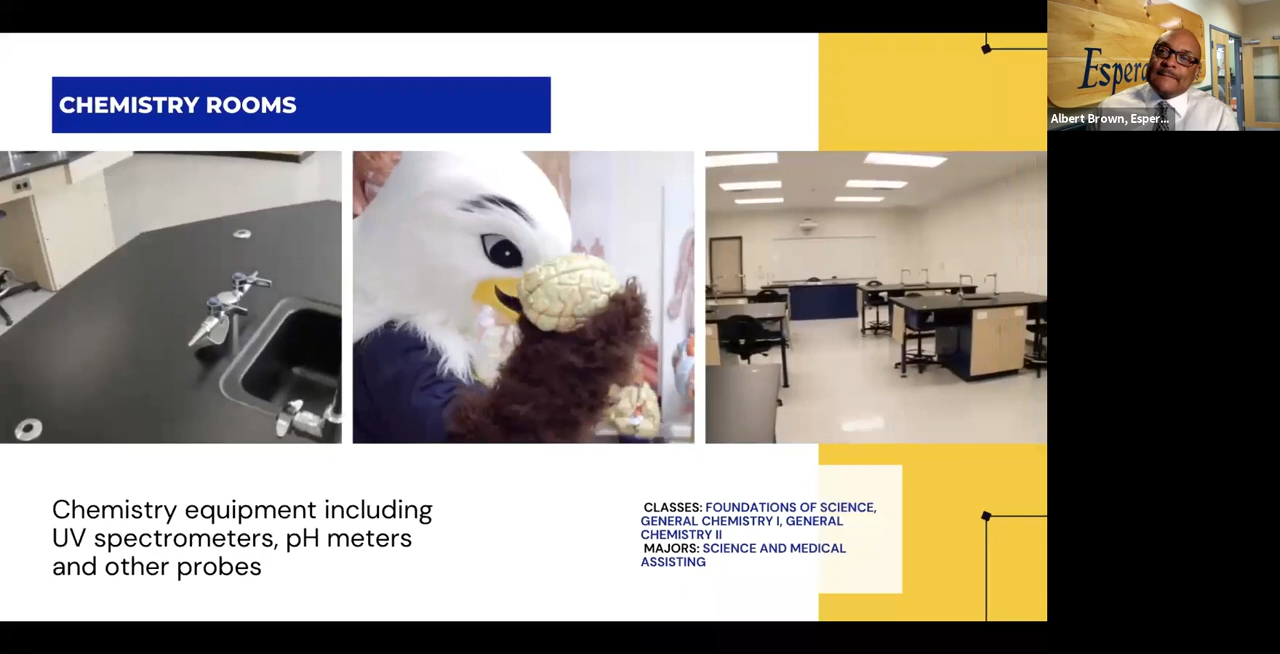 CHEMISTRY ROOMS
Esper
Albert Brown, Esper...
Chemistry equipment including
UV spectrometers, pH meters
and other probes
CLASSES: FOUNDATIONS OF SCIENCE,
GENERAL CHEMISTRY I, GENERAL
CHEMISTRY II
MAJORS: SCIENCE AND MEDICAL
ASSISTING